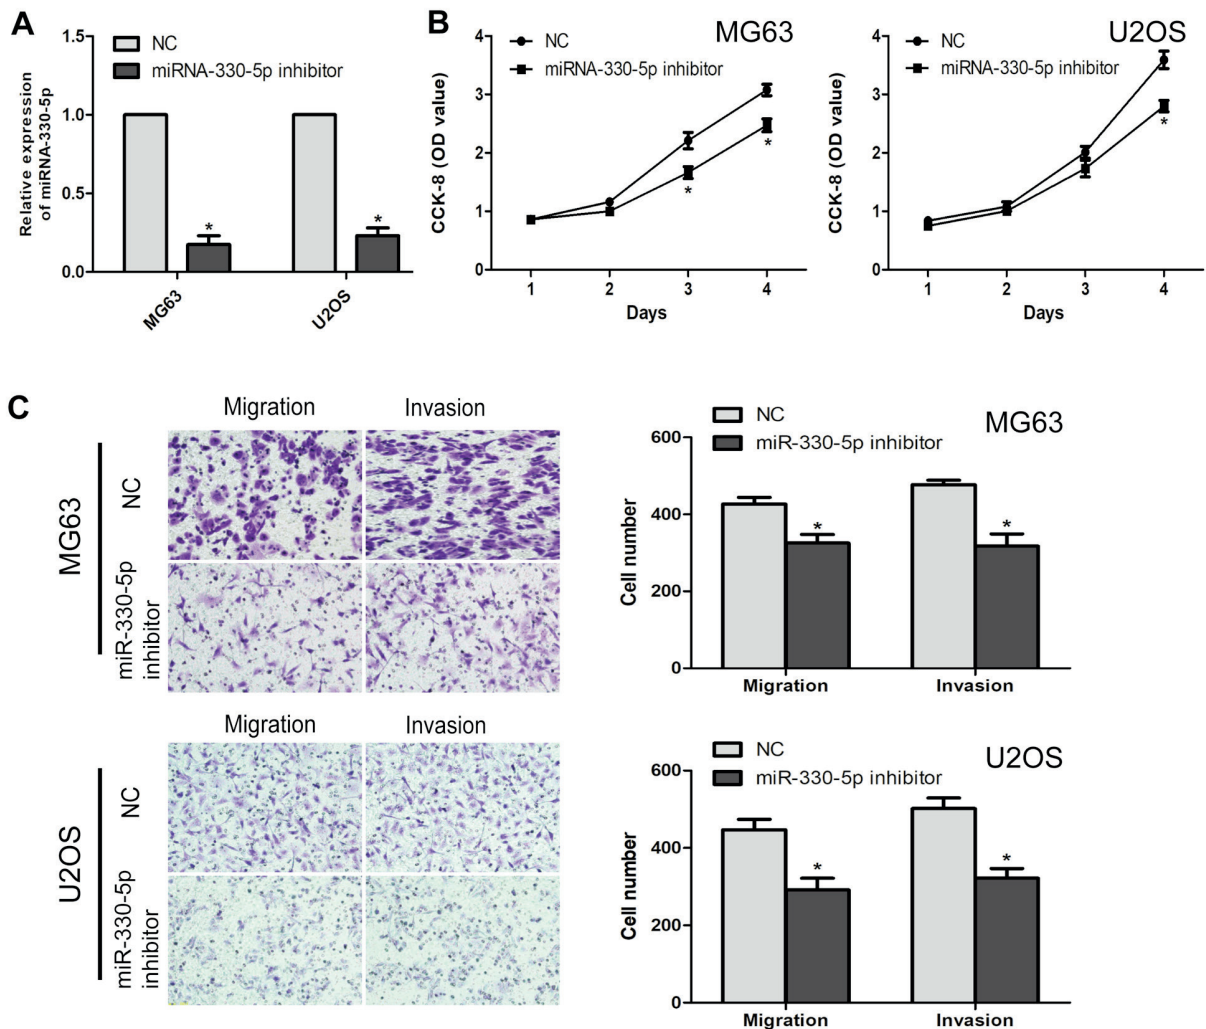 A
1.5
1.0
0.5
0.0
Relative expression
of miRNA-330-5p
NC
miRNA-330-5p inhibitor
*
*
MG63
U2OS
B
MG63
NC
miRNA-330-5p inhibitor
4
3
2
1
0
CCK-8 (OD value)
*
*
1 2 3 4
Days
U2OS
NC
miRNA-330-5p inhibitor
4
3
2
1
0
CCK-8 (OD value)
*
1 2 3 4
Days
C
Migration Invasion
MG63
NC
miR-330-5p
inhibitor
Migration Invasion
U2OS
NC
miR-330-5p
inhibitor
NC
miR-330-5p inhibitor
MG63
600
400
200
0
Cell number
*
*
Migration Invasion
NC
miR-330-5p inhibitor
U2OS
600
400
200
0
Cell number
*
*
Migration Invasion